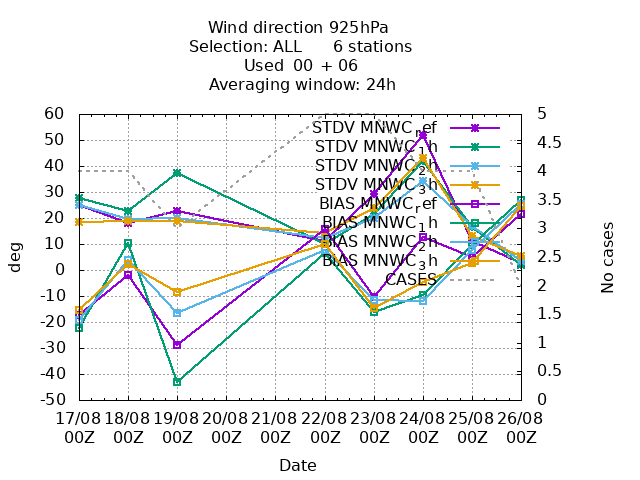 Wind direction 925hPa
Selection: ALL 6 stations
Used 00 + 06
Averaging window: 24h
60
50
40
30
20
10
0
-10
-20
-30
-40
-50
deg
5
4.5
4
3.5
3
2.5
2
1.5
1
0.5
0
No cases
STDV MNWC_ref
STDV MNWC_1h
STDV MNWC_2h
STDV MNWC_3h
BIAS MNWC_ref
BIAS MNWC_1h
BIAS MNWC_2h
BIAS MNWC_3h
CASES
17/08 18/08 19/08 20/08 21/08 22/08 23/08 24/08 25/08 26/08
00Z 00Z 00Z 00Z 00Z 00Z 00Z 00Z 00Z 00Z
Date